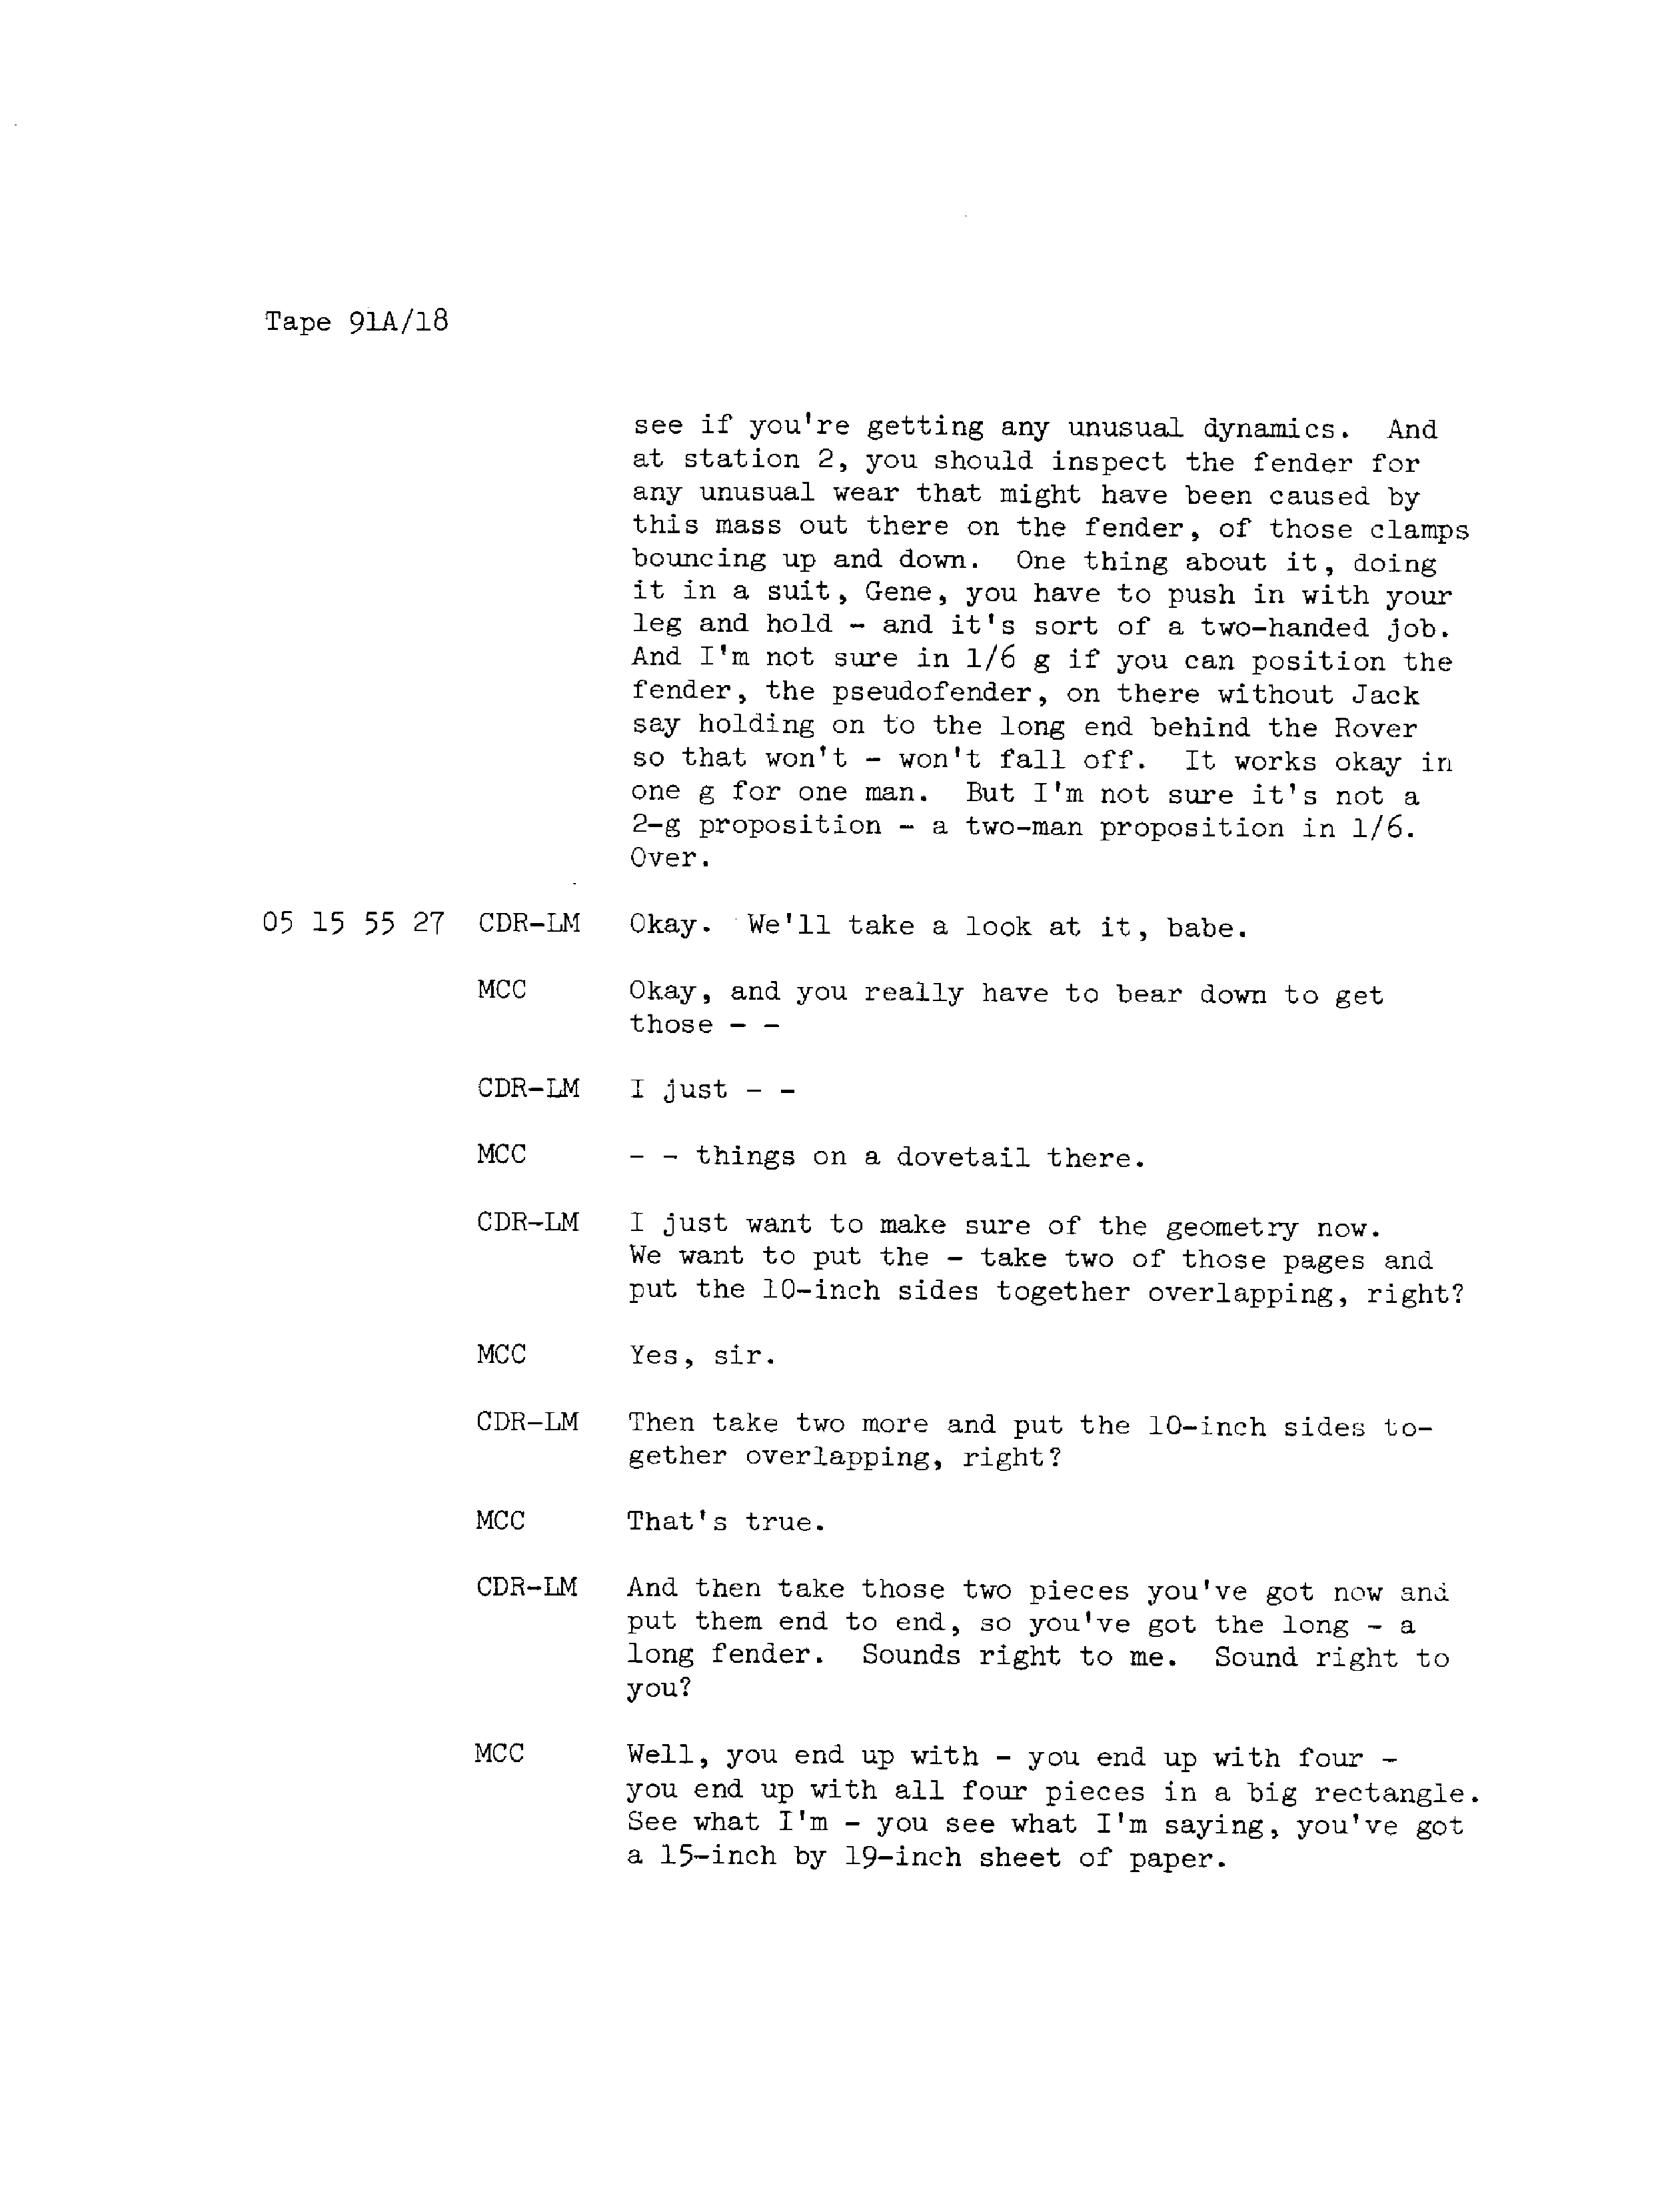 Tape 91A/18
see if you're getting any unusual dynamics. And
at station 2, you should inspect the fender for
any unusual wear that might have been caused by
this mass out there on the fender, of those clamps
bouncing up and down. One thing about it, doing
it in a suit, Gene, you have to push in with your
leg and hold - and it's sort of a two-handed job.
And I'm not sure in 1/6 g if you can position the
fender, the pseudofender, on there without Jack
say holding on to the long end behind the Rover
so that won't - won't fall off. It works okay in
one g for one man. But I'm not sure it's not a
2-g proposition - a two-man proposition in 1/6.
Over.
05 15 55 27 CDR-LM Okay. We'll take a look at it, babe.
MCC Okay, and you really have to bear down to get
those - -
CDR-LM I just - -
MCC - - things on a dovetail there.
CDR-LM I just want to make sure of the geometry now.
We want to put the - take two of those pages and
put the 10-inch sides together overlapping, right?
MCC Yes, sir.
CDR-LM Then take two more and put the 10-inch sides to-
gether overlapping, right?
MCC That's true.
CDR-LM And then take those two pieces you've got now and
put them end to end, so you've got the long - a
long fender. Sounds right to me. Sound right to
you?
MCC Well, you end up with - you end up with four -
you end up with all four pieces in a big rectangle.
See what I'm - you see what I'm saying, you've got
a 15-inch by 19-inch sheet of paper.